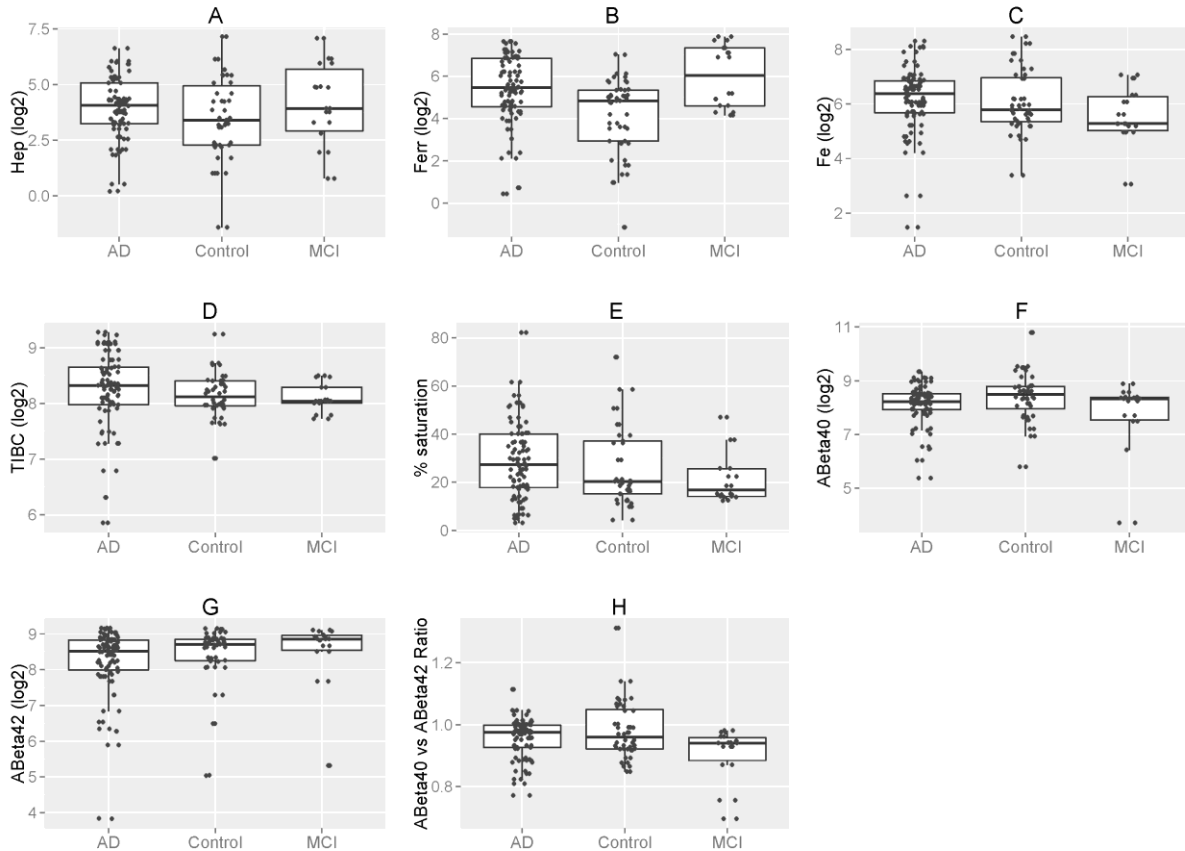 A
Hep (log2)
7.5
5.0
2.5
0.0
AD Control MCI
B
Ferr (log2)
8
6
4
2
0
AD Control MCI
C
Fe (log2)
8
6
4
2
AD Control MCI
D
TIBC (log2)
9
8
7
6
AD Control MCI
E
% saturation
80
60
40
20
0
AD Control MCI
F
ABeta40 (log2)
11
9
7
5
AD Control MCI
G
ABeta42 (log2)
9
8
7
6
5
4
AD Control MCI
H
ABeta40 vs ABeta42 Ratio
1.2
1.0
0.8
AD Control MCI